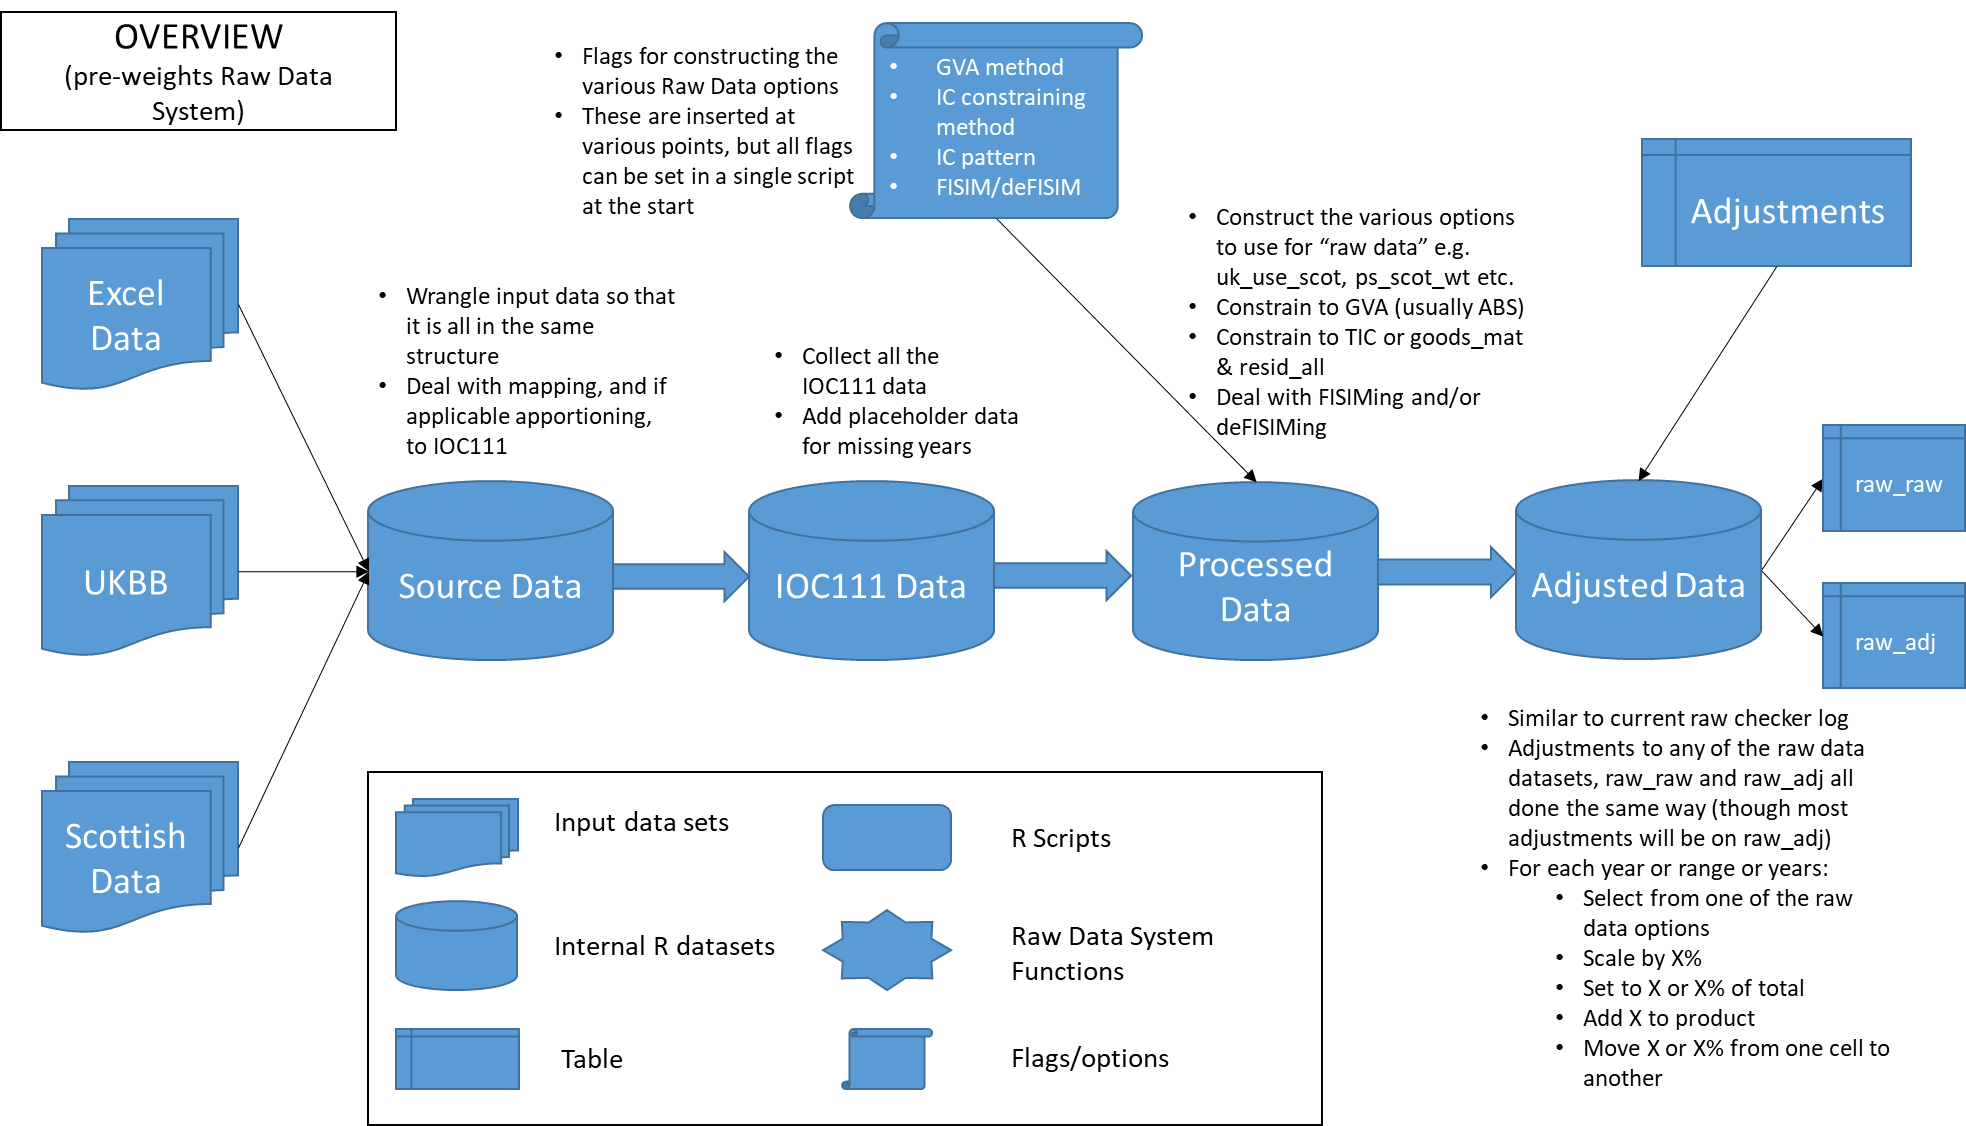 OVERVIEW
(pre-weights Raw Data
System)
• Flags for constructing the
various Raw Data options
• These are inserted at
various points, but all flags
can be set in a single script
at the start
• GVA method
• IC constraining
method
• IC pattern
• FISIM/deFISIM
Adjustments
• Construct the various options
to use for “raw data” e.g.
uk_use_scot, ps_scot_wt etc.
• Constrain to GVA (usually ABS)
• Constrain to TIC or goods_mat
& resid_all
• Deal with FISIMing and/or
deFISIMing
Excel
Data
• Wrangle input data so that
it is all in the same
structure
• Deal with mapping, and if
applicable apportioning,
to IOC111
• Collect all the
IOC111 data
• Add placeholder data
for missing years
UKBB
Scottish
Data
Source Data
IOC111 Data
Processed
Data
Adjusted Data
raw_raw
raw_adj
• Similar to current raw checker log
• Adjustments to any of the raw data
datasets, raw_raw and raw_adj all
done the same way (though most
adjustments will be on raw_adj)
• For each year or range or years:
• Select from one of the raw
data options
• Scale by X%
• Set to X or X% of total
• Add X to product
• Move X or X% from one cell to
another
Input data sets
R Scripts
Internal R datasets
Raw Data System
Functions
Table
Flags/options